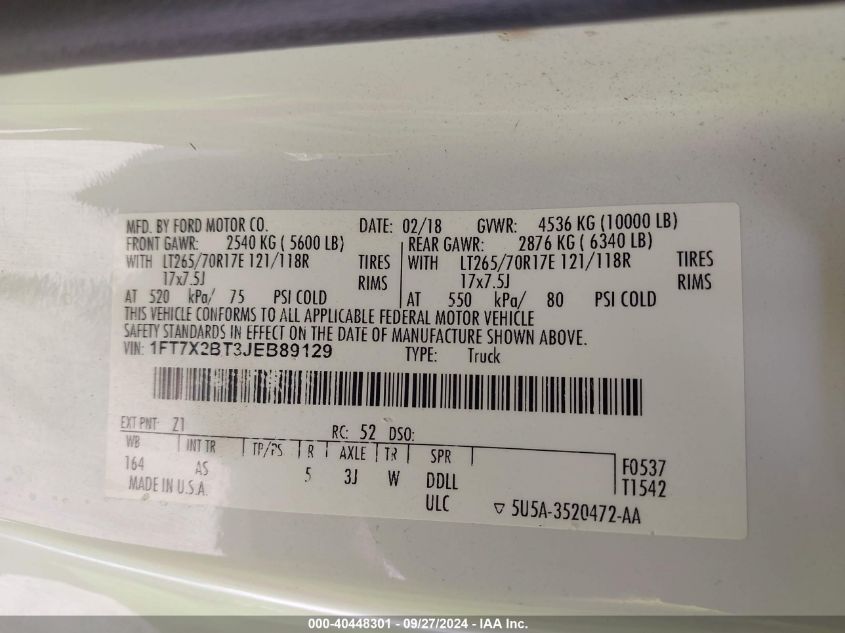 MFD. BY FORD MOTOR CO. DATE: 02/18 GVWR: 4536 KG (10000 LB)
FRONT GAWR: 2540 KG ( 5600 LB) REAR GAWR: 2876 KG ( 6340 LB)
WITH LT265/70R17E 121/118R TIRES WITH LT265/70R17E 121/118R TIRES
17x7.5J RIMS 17x7.5J RIMS
AT 520 kPa/ 75 PSI COLD AT 550 kPa/ 80 PSI COLD
THIS VEHICLE CONFORMS TO ALL APPLICABLE FEDERAL MOTOR VEHICLE
SAFETY STANDARDS IN EFFECT ON THE DATE OF MANUFACTURE SHOWN ABOVE.
VIN: 1FT7X2BT3JEB89129 TYPE: Truck
EXT PNT: Z1 RC: 52 DSO:
WB INT TR TP/PS R AXLE TR SPR F0537
164 AS 5 3J W DDLL T1542
MADE IN U.S.A. ULC ▽ 5U5A-3520472-AA
000-40448301 - 09/27/2024 - IAA Inc.